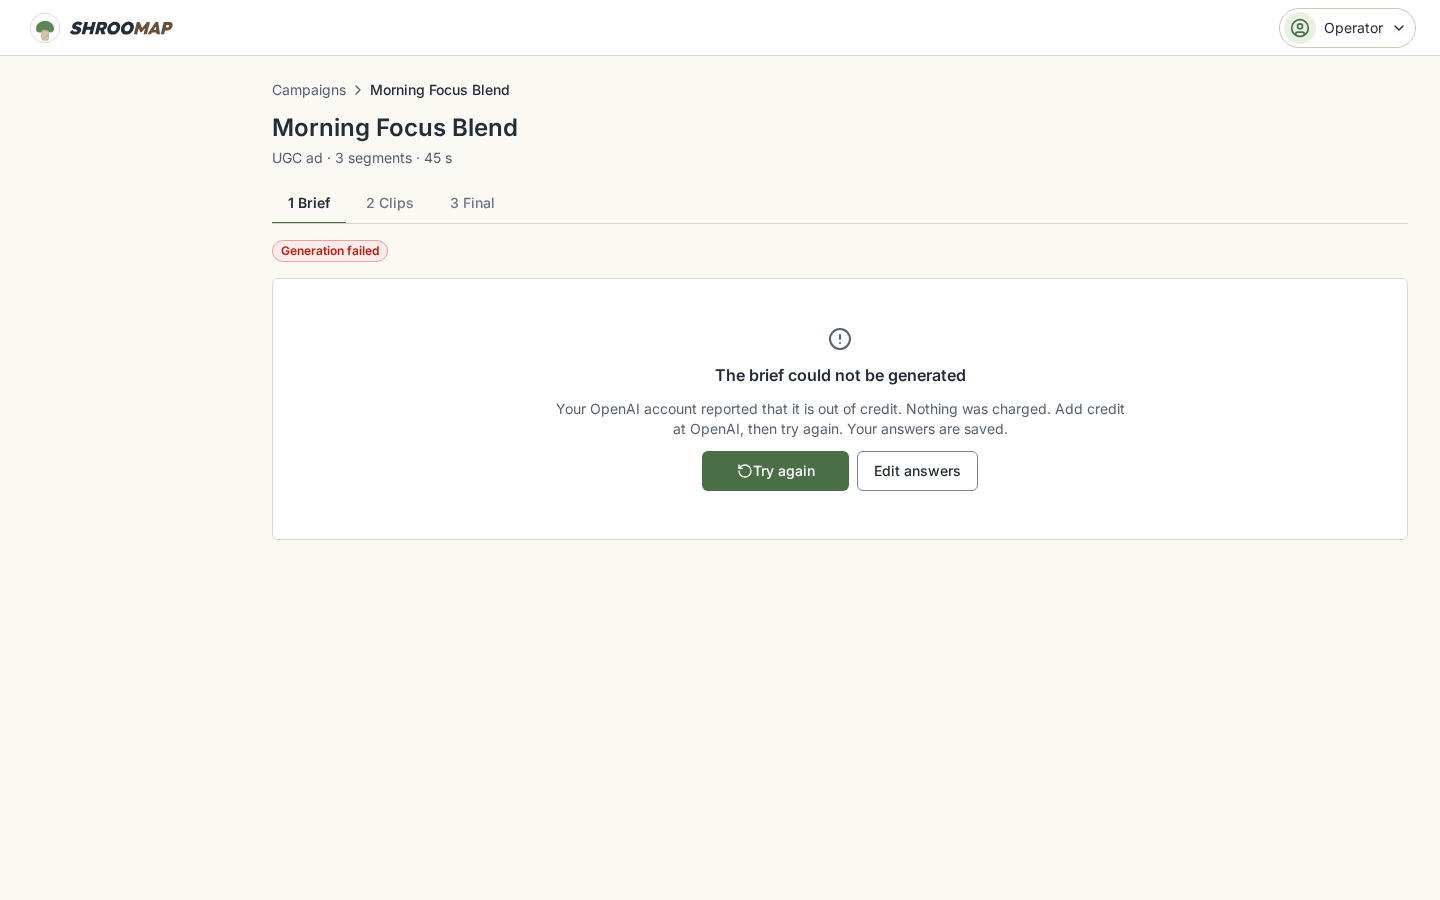 SHROOMAP
Operator
Campaigns > Morning Focus Blend
Morning Focus Blend
UGC ad · 3 segments · 45 s
1 Brief 2 Clips 3 Final
Generation failed
The brief could not be generated
Your OpenAI account reported that it is out of credit. Nothing was charged. Add credit
at OpenAI, then try again. Your answers are saved.
Try again Edit answers